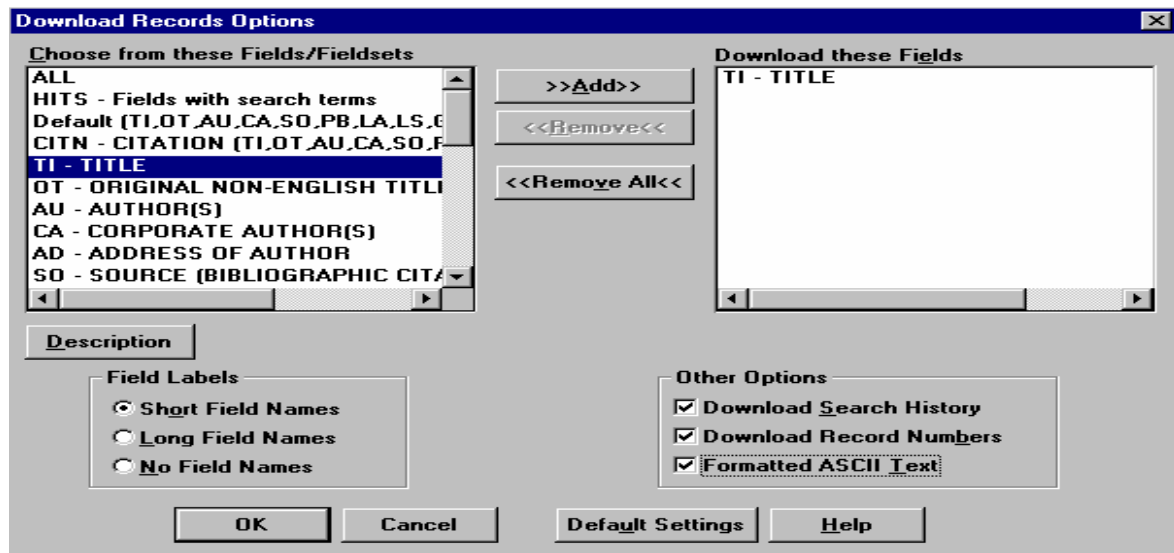 Download Records Options
Choose from these Fields/Fieldsets
ALL
HITS - Fields with search terms
Default (TI,OT,AU,CA,SO,PB,LA,LS,
CITN - CITATION (TI,OT,AU,CA,SO,
TI - TITLE
OT - ORIGINAL NON-ENGLISH
AU - AUTHOR(S)
CA - CORPORATE AUTHOR(S)
AD - ADDRESS OF AUTHOR
SO - SOURCE (BIBLIOGRAPHIC
>>Add>>
<<Remove<<
<<Remove All<<
Download these Fields
TI - TITLE
Description
Field Labels
Short Field Names
Long Field Names
No Field Names
Other Options
Download Search History
Download Record Numbers
Formatted ASCII Text
OK
Cancel
Default Settings
Help